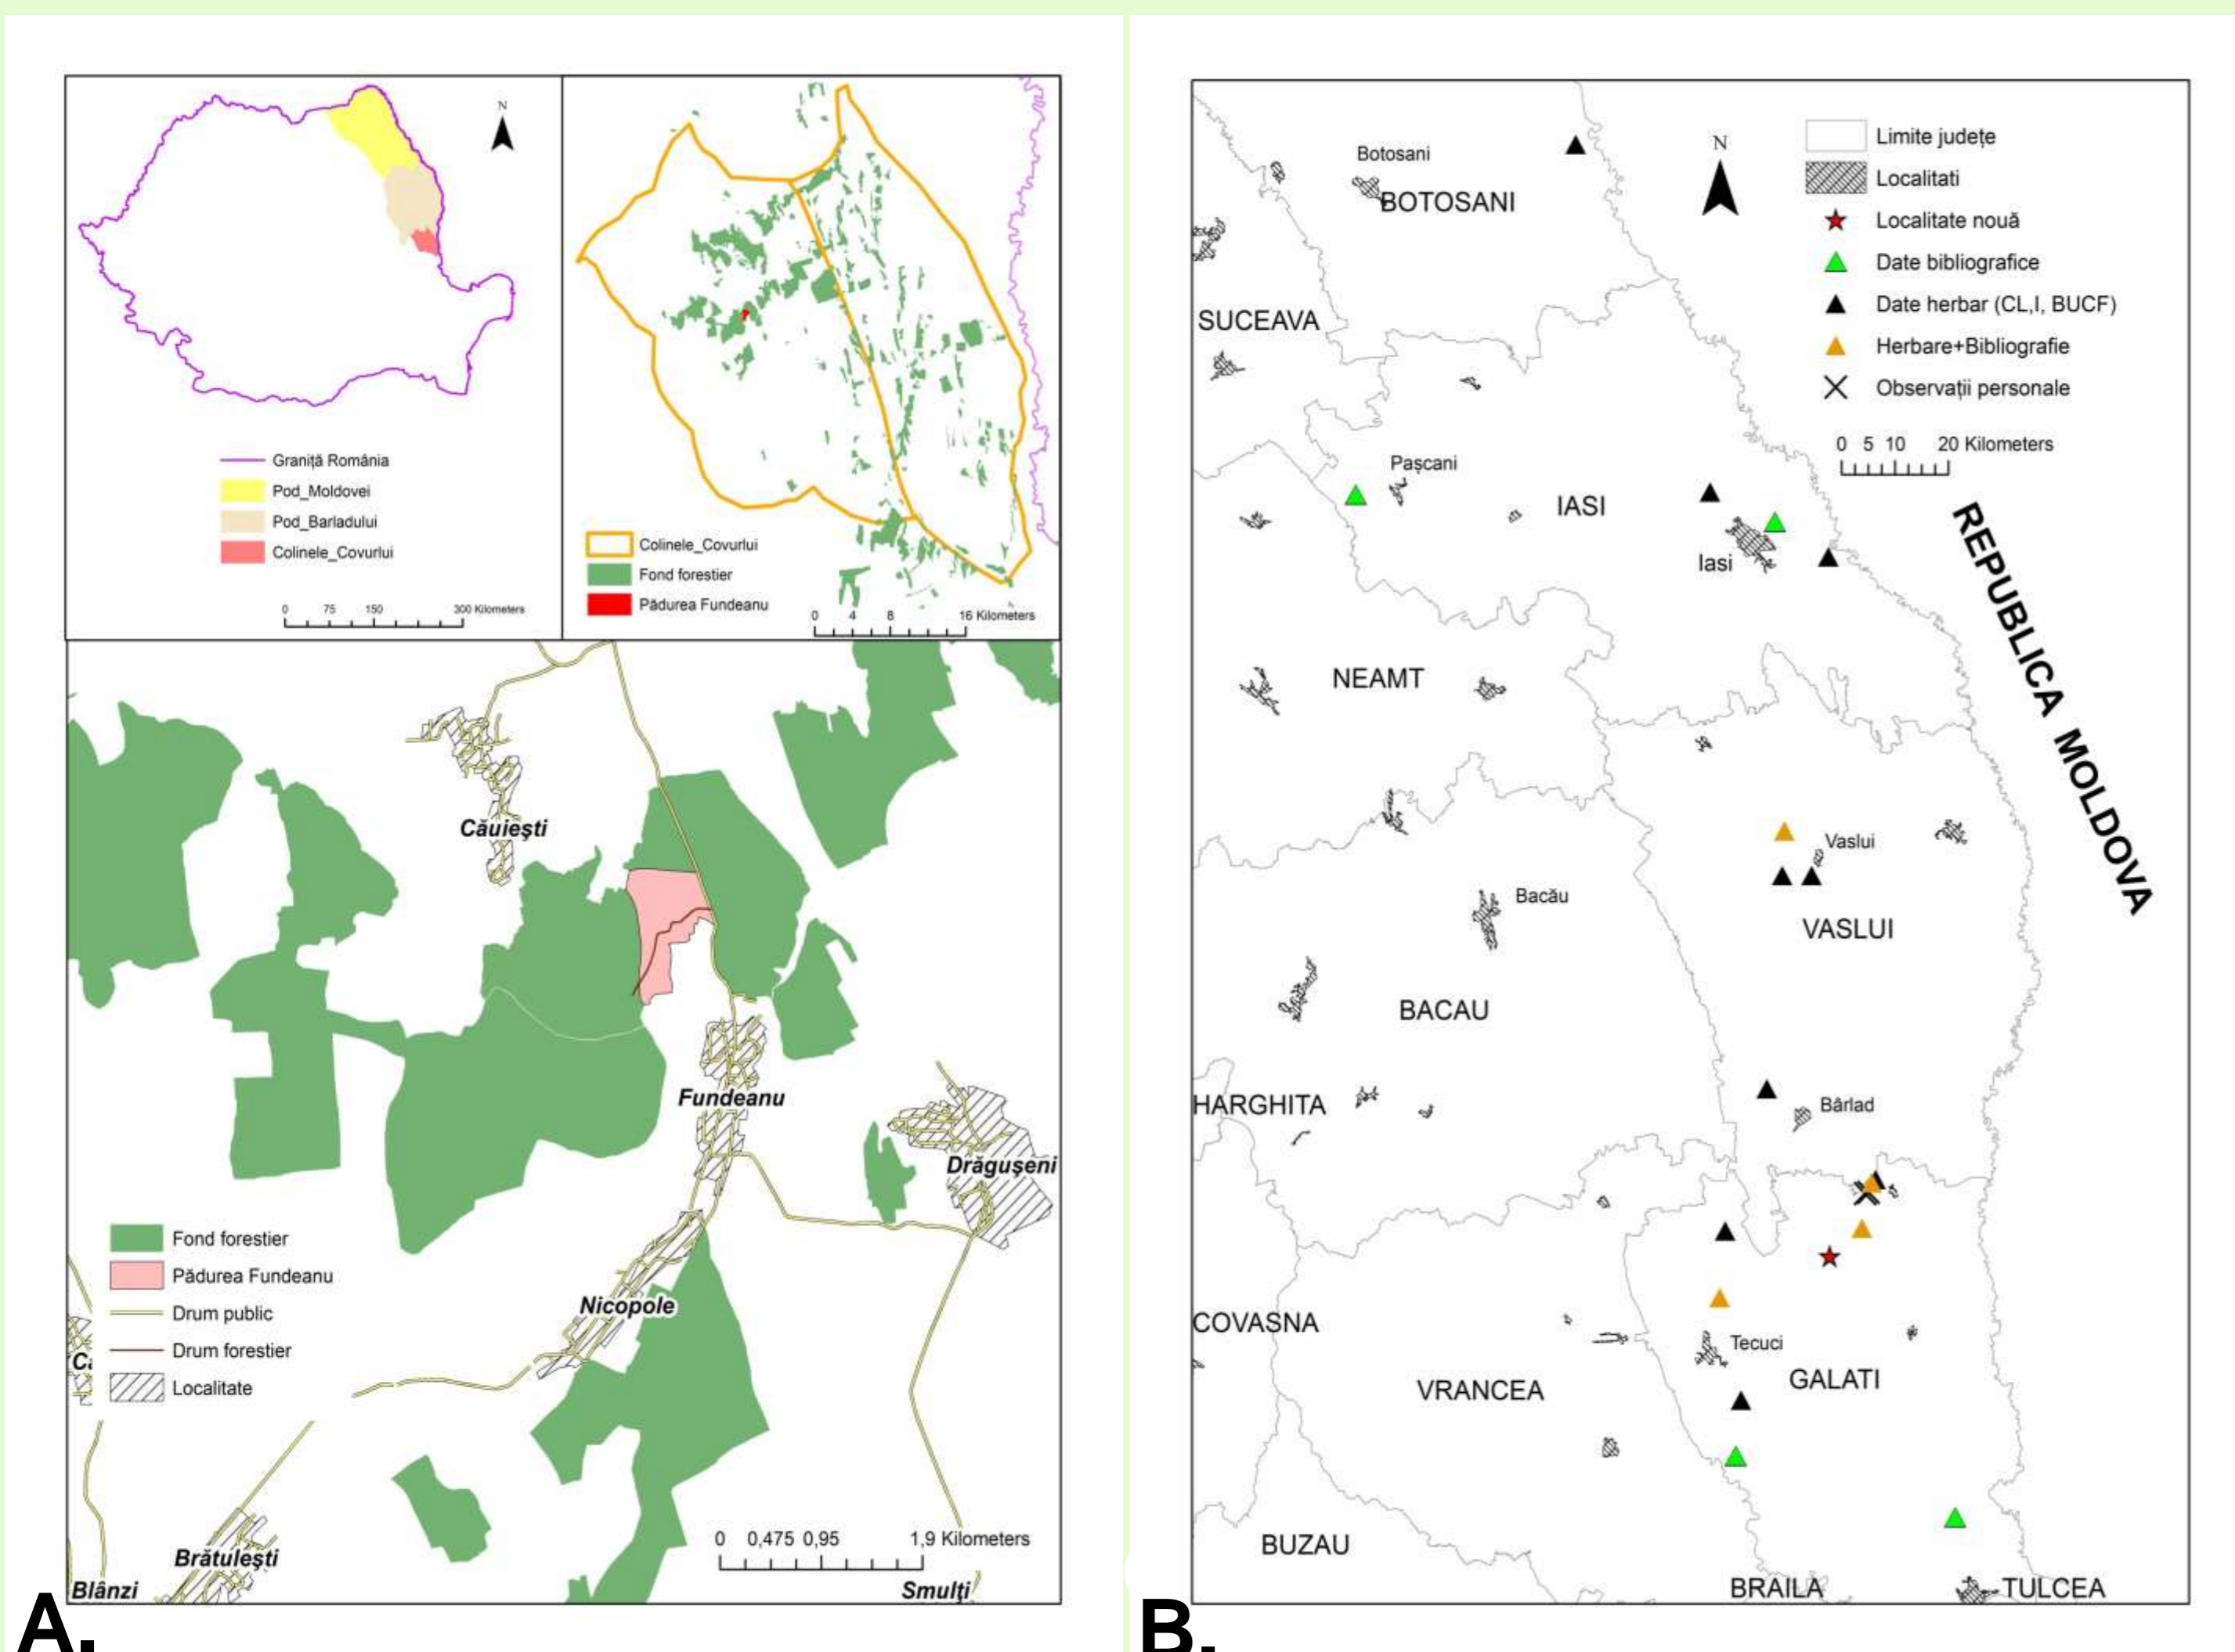 N
Graniță România
Pod_Moldovei
Pod_Barladului
Colinele_Covurlui
0 75 150 300 Kilometers
Colinele_Covurlui
Fond forestier
Pădurea Fundeanu
0 4 8 16 Kilometers
Căuiești
Fundeanu
Drăgușeni
Nicopole
Fond forestier
Pădurea Fundeanu
Drum public
Drum forestier
Localitate
0 0,475 0,95 1,9 Kilometers
Brătulești
Blânzi
Smulți
A.
N
Limite județe
Localitati
Localitate nouă
Date bibliografice
Date herbar (CL,I, BUCF)
Herbare+Bibliografie
Observații personale
0 5 10 20 Kilometers
Botosani
BOTOSANI
SUCEAVA
Pașcani
IASI
Iasi
REPUBLICA MOLDOVA
NEAMT
Vaslui
Bacău
VASLUI
BACAU
HARGHITA
Bârlad
COVASNA
Tecuci
VRANCEA
GALATI
BUZAU
BRAILA
TULCEA
B.